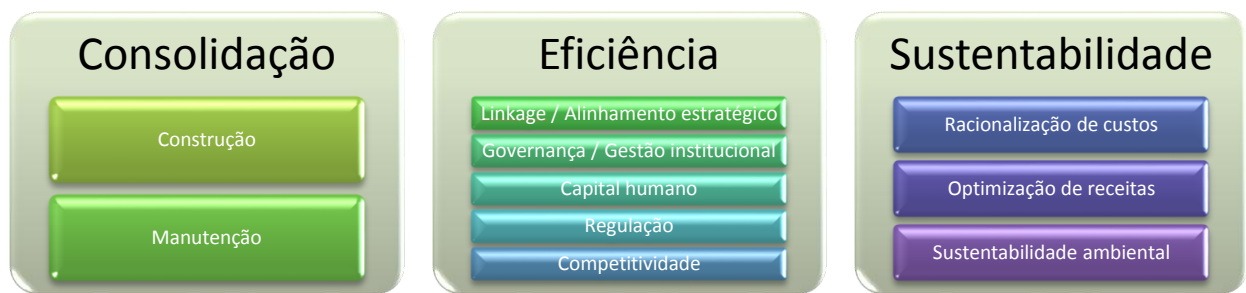 Consolidação
Construção
Manutenção
Eficiência
Linkage / Alinhamento estratégico
Governança / Gestão institucional
Capital humano
Regulação
Competitividade
Sustentabilidade
Racionalização de custos
Optimização de receitas
Sustentabilidade ambiental